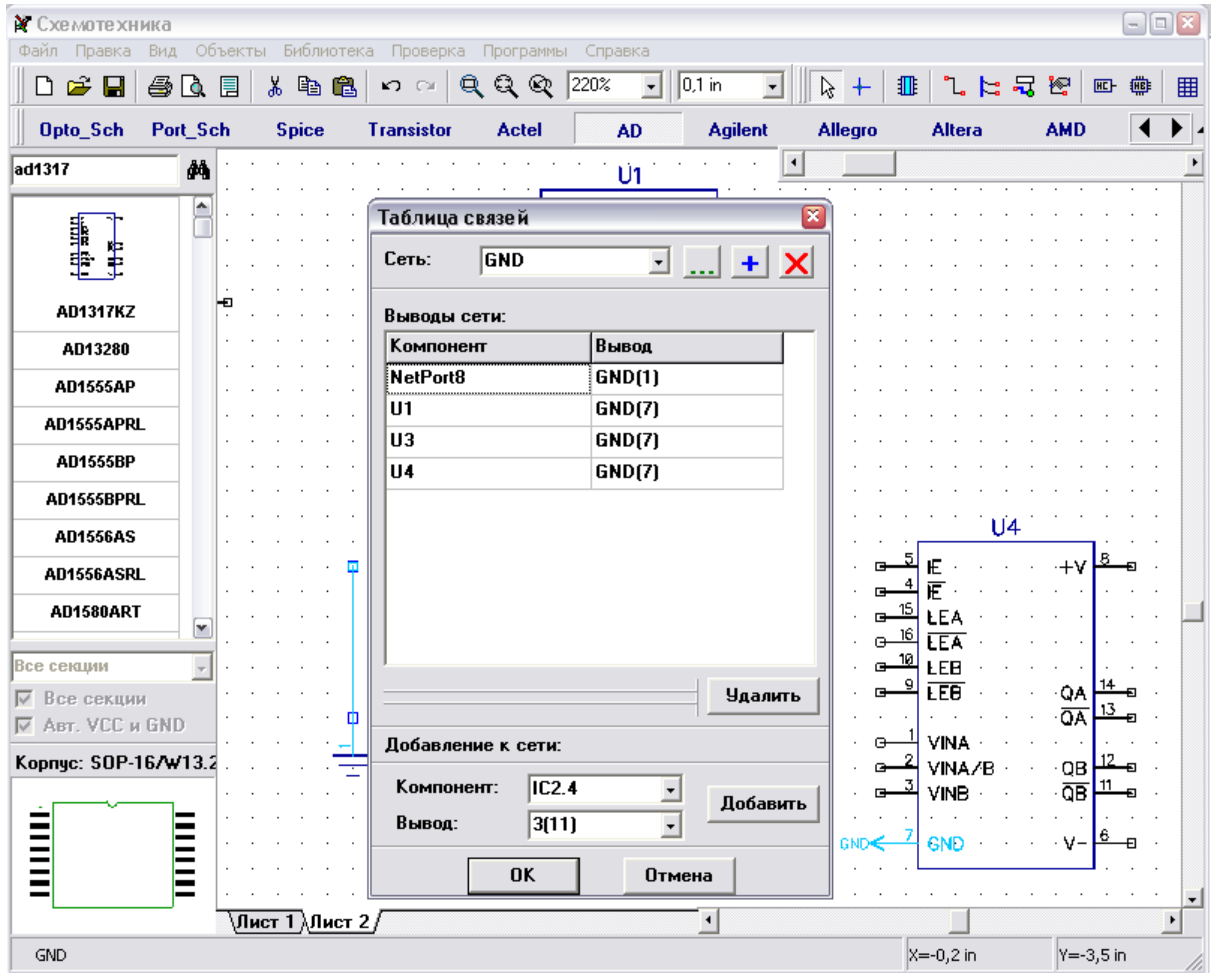 Схемотехника
Файл Правка Вид Объекты Библиотека Проверка Программы Справка
220% 0,1 in
Opto_Sch Port_Sch Spice Transistor Actel AD Agilent Allegro Altera AMD
ad1317
U1
Таблица связей
Сеть: GND ... +
AD1317KZ
AD13280
AD1555AP
AD1555APRL
AD1555BP
AD1555BPRL
AD1556AS
AD1556ASRL
AD1580ART
Выводы сети:
Компонент Вывод
NetPort8 GND(1)
U1 GND(7)
U3 GND(7)
U4 GND(7)
Удалить
Добавление к сети:
Компонент: IC2.4
Вывод: 3(11)
Добавить
OK Отмена
U4
5 IE +V 8
4 IE
15 LEA
16 LEA
10 LEB
9 LEB QA 14
QA 13
1 VINA
2 VINA/B QB 12
3 VINB QB 11
GND 7 GND V- 6
Все секции
Все секции
Авт. VCC и GND
Корпус: SOP-16/W13.2
1
Лист 1 Лист 2
GND X=-0,2 in Y=-3,5 in